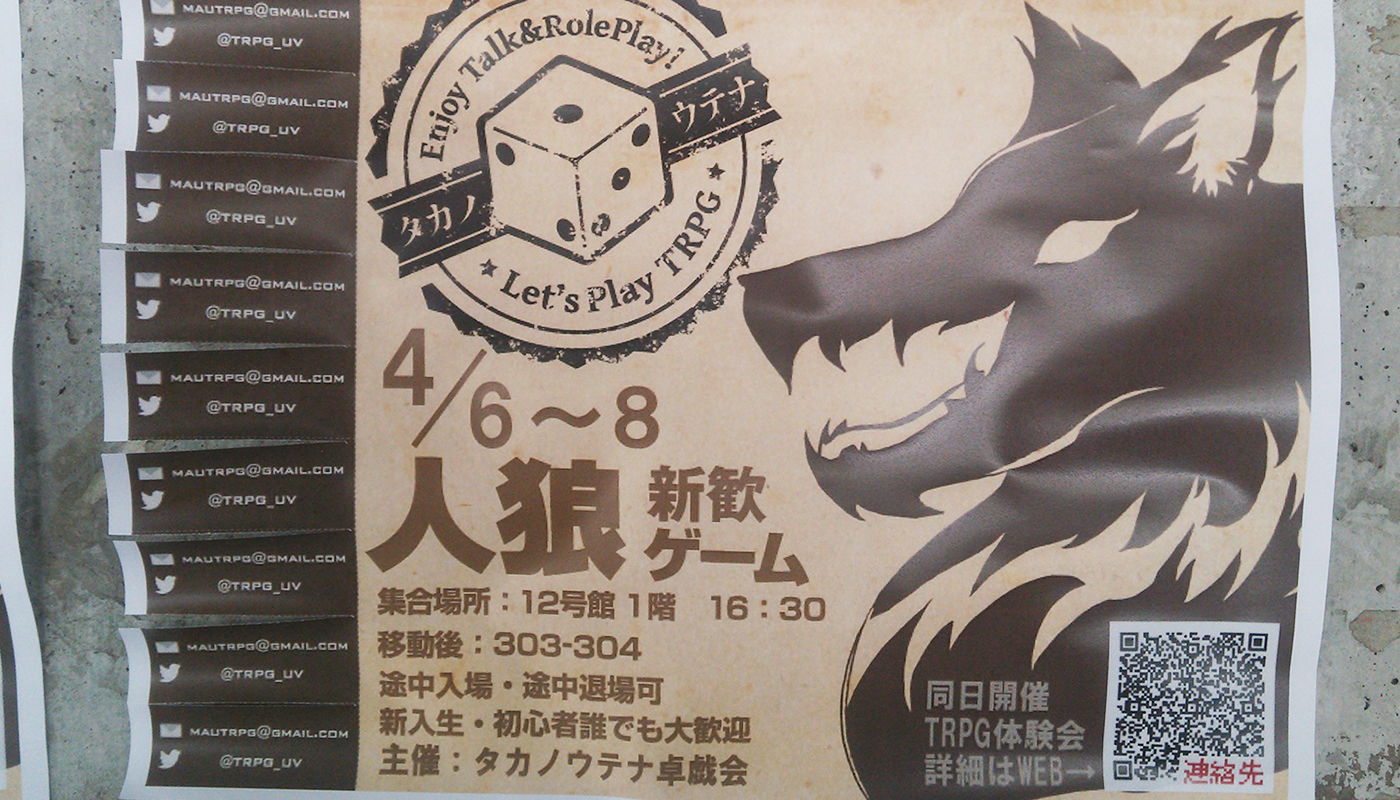 MAUTRPG@GMAIL.COM
@TRPG_UV
MAUTRPG@GMAIL.COM
@TRPG_UV
MAUTRPG@GMAIL.COM
@TRPG_UV
MAUTRPG@GMAIL.COM
@TRPG_UV
MAUTRPG@GMAIL.COM
@TRPG_UV
MAUTRPG@GMAIL.COM
@TRPG_UV
MAUTRPG@GMAIL.COM
@TRPG_UV
MAUTRPG@GMAIL.COM
@TRPG_UV
MAUTRPG@GMAIL.COM
@TRPG_UV
Enjoy Talk&RolePlay!
タカノ
ウテナ
★ Let's Play TRPG ★
4/6～8
人狼
新歓
ゲーム
集合場所：12号館 1階 16：30
移動後：303-304
途中入場・途中退場可
新入生・初心者誰でも大歓迎
主催：タカノウテナ卓戯会
同日開催
TRPG体験会
詳細はWEB→
連絡先